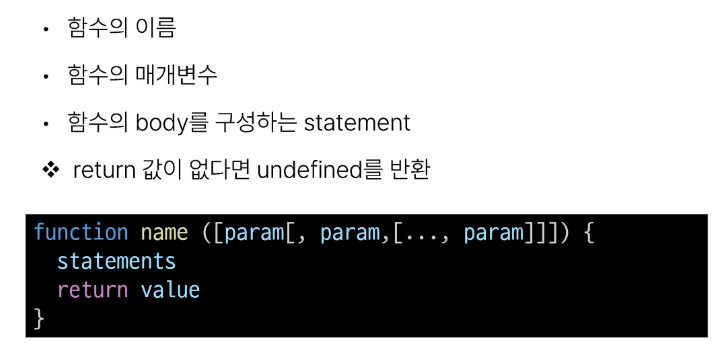 • 함수의 이름
• 함수의 매개변수
• 함수의 body를 구성하는 statement
❖ return 값이 없다면 undefined를 반환
function name ([param[, param,[..., param]]]) {
  statements
  return value
}